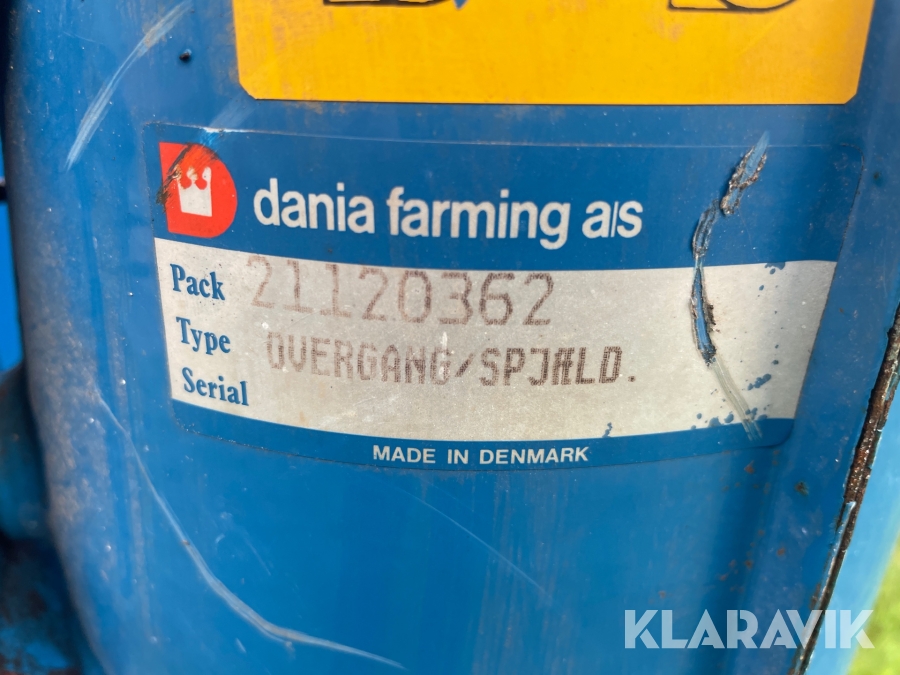 dania farming a/s
Pack 21120362
Type OVERGANG/SPJÆLD.
Serial
MADE IN DENMARK
KLARAVIK